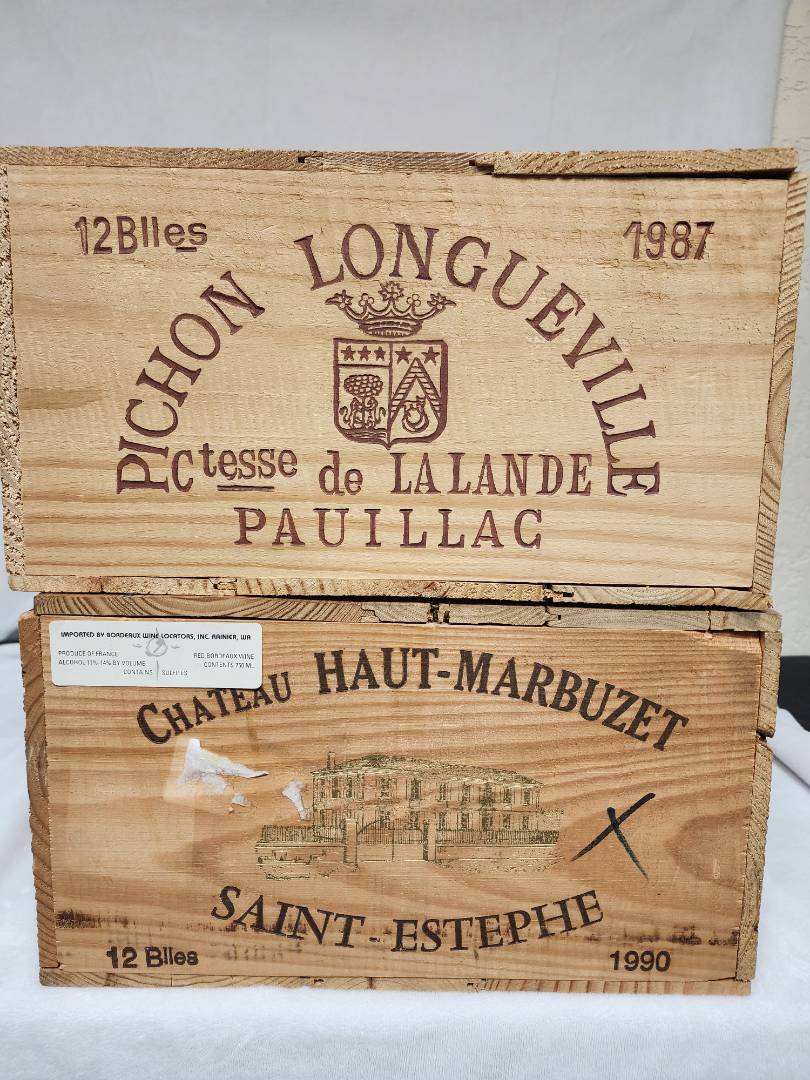 12Blles
1987
PICHON LONGUEVILLE
Ctesse de LALANDE
PAUILLAC
IMPORTED BY BORDEAUX WINE LOCATORS, INC. RAINIER, WA
PRODUCE OF FRANCE
RED BORDEAUX WINE
ALCOHOL 11%-14% BY VOLUME
CONTENTS 750 ML
CONTAINS SULFITES
CHATEAU HAUT-MARBUZET
X
SAINT-ESTEPHE
12 Blles
1990